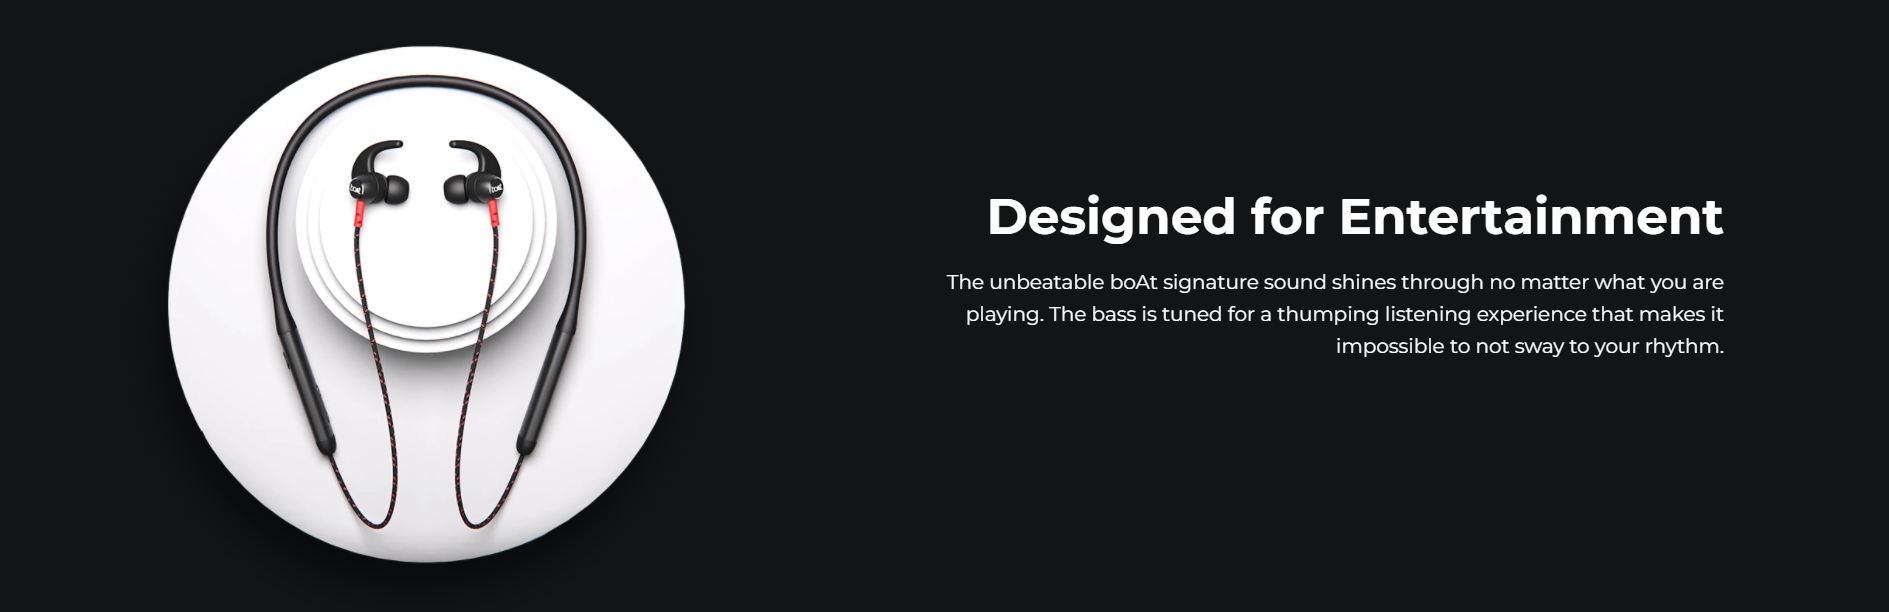 Designed for Entertainment
The unbeatable boAt signature sound shines through no matter what you are
playing. The bass is tuned for a thumping listening experience that makes it
impossible to not sway to your rhythm.